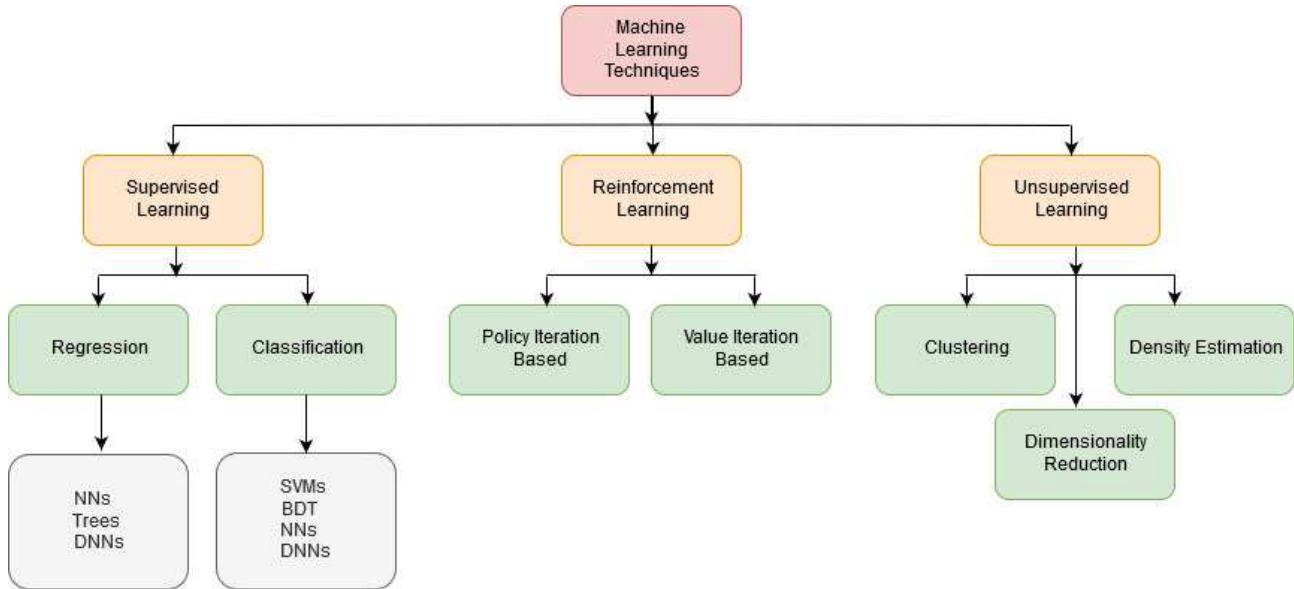 Machine
Learning
Techniques
Supervised
Learning
Reinforcement
Learning
Unsupervised
Learning
Regression
Classification
Policy Iteration
Based
Value Iteration
Based
Clustering
Density Estimation
Dimensionality
Reduction
NNs
Trees
DNNs
SVMs
BDT
NNs
DNNs